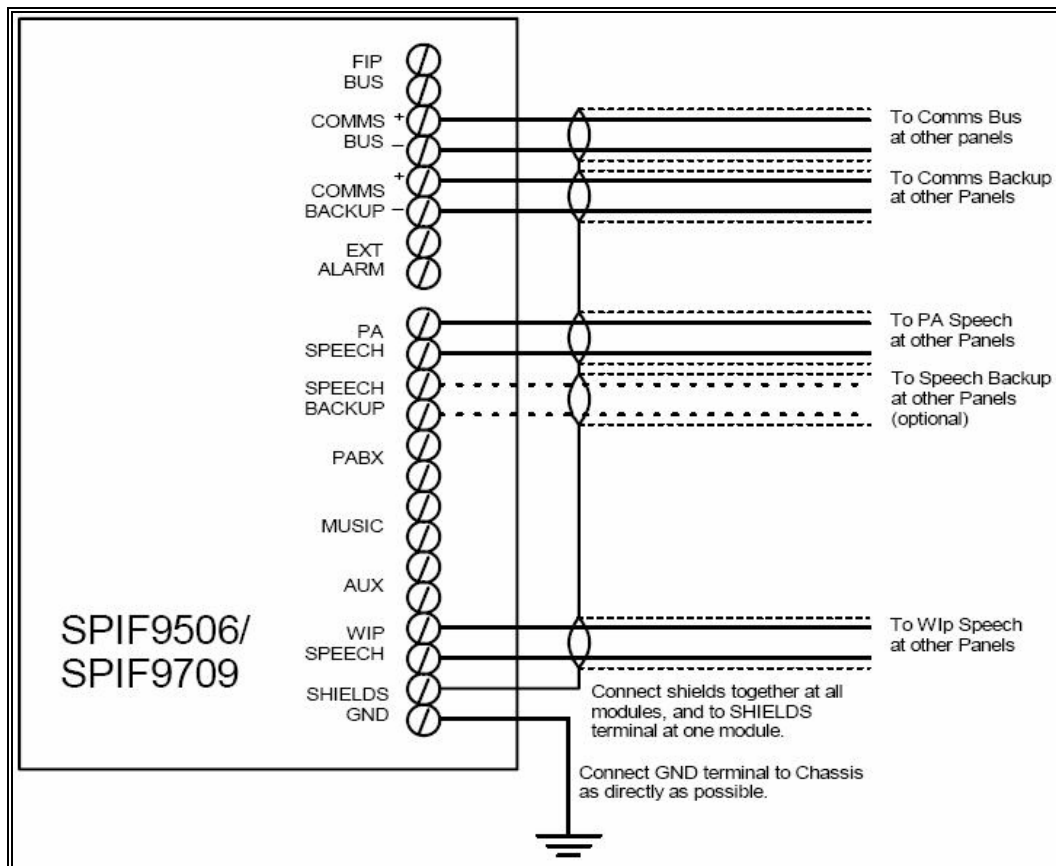 FIP
BUS
COMMS +
BUS –
COMMS +
BACKUP –
EXT
ALARM
PA
SPEECH
SPEECH
BACKUP
PABX
MUSIC
AUX
WIP
SPEECH
SHIELDS
GND
SPIF9506/
SPIF9709
To Comms Bus
at other panels
To Comms Backup
at other Panels
To PA Speech
at other Panels
To Speech Backup
at other Panels
(optional)
To WIp Speech
at other Panels
Connect shields together at all
modules, and to SHIELDS
terminal at one module.
Connect GND terminal to Chassis
as directly as possible.